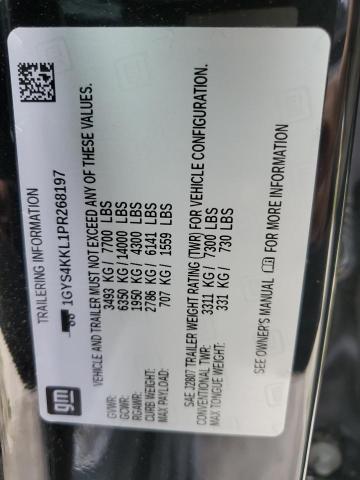 gm
TRAILERING INFORMATION
1GYS4KKL1PR268197
VEHICLE AND TRAILER MUST NOT EXCEED ANY OF THESE VALUES.
GVWR: 3493 KG / 7700 LBS
GCWR: 6350 KG / 14000 LBS
RGAWR: 1950 KG / 4300 LBS
CURB WEIGHT: 2786 KG / 6141 LBS
MAX PAYLOAD: 707 KG / 1559 LBS
SAE J2807 TRAILER WEIGHT RATING (TWR) FOR VEHICLE CONFIGURATION.
CONVENTIONAL TWR: 3311 KG / 7300 LBS
MAX TONGUE WEIGHT: 331 KG / 730 LBS
SEE OWNER'S MANUAL FOR MORE INFORMATION